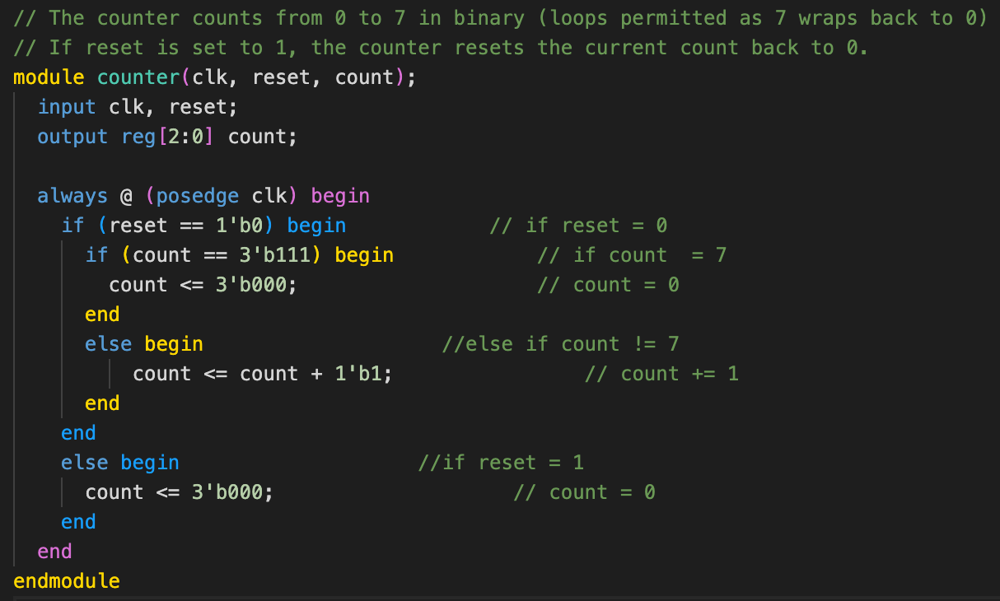 // The counter counts from 0 to 7 in binary (loops permitted as 7 wraps back to 0)
// If reset is set to 1, the counter resets the current count back to 0.
module counter(clk, reset, count);
  input clk, reset;
  output reg[2:0] count;

  always @ (posedge clk) begin
    if (reset == 1'b0) begin            // if reset = 0
      if (count == 3'b111) begin            // if count  = 7
        count <= 3'b000;                    // count = 0
      end
      else begin                    //else if count != 7
          count <= count + 1'b1;                // count += 1
      end
    end
    else begin                    //if reset = 1
      count <= 3'b000;                    // count = 0
    end
  end
endmodule